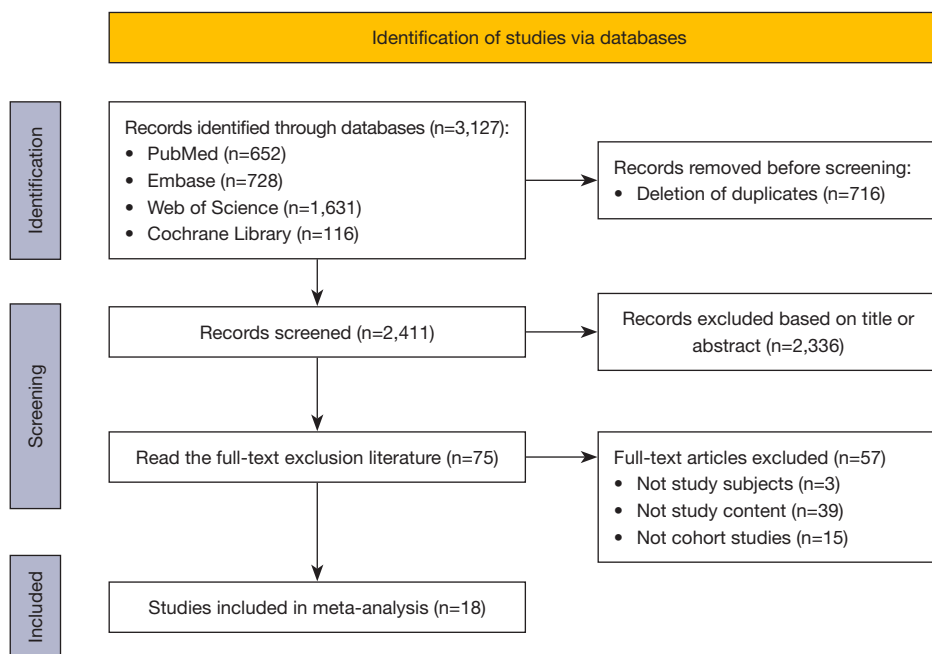 Identification of studies via databases
Identification
Records identified through databases (n=3,127):
• PubMed (n=652)
• Embase (n=728)
• Web of Science (n=1,631)
• Cochrane Library (n=116)
Records removed before screening:
• Deletion of duplicates (n=716)
Screening
Records screened (n=2,411)
Records excluded based on title or
abstract (n=2,336)
Read the full-text exclusion literature (n=75)
Full-text articles excluded (n=57)
• Not study subjects (n=3)
• Not study content (n=39)
• Not cohort studies (n=15)
Included
Studies included in meta-analysis (n=18)